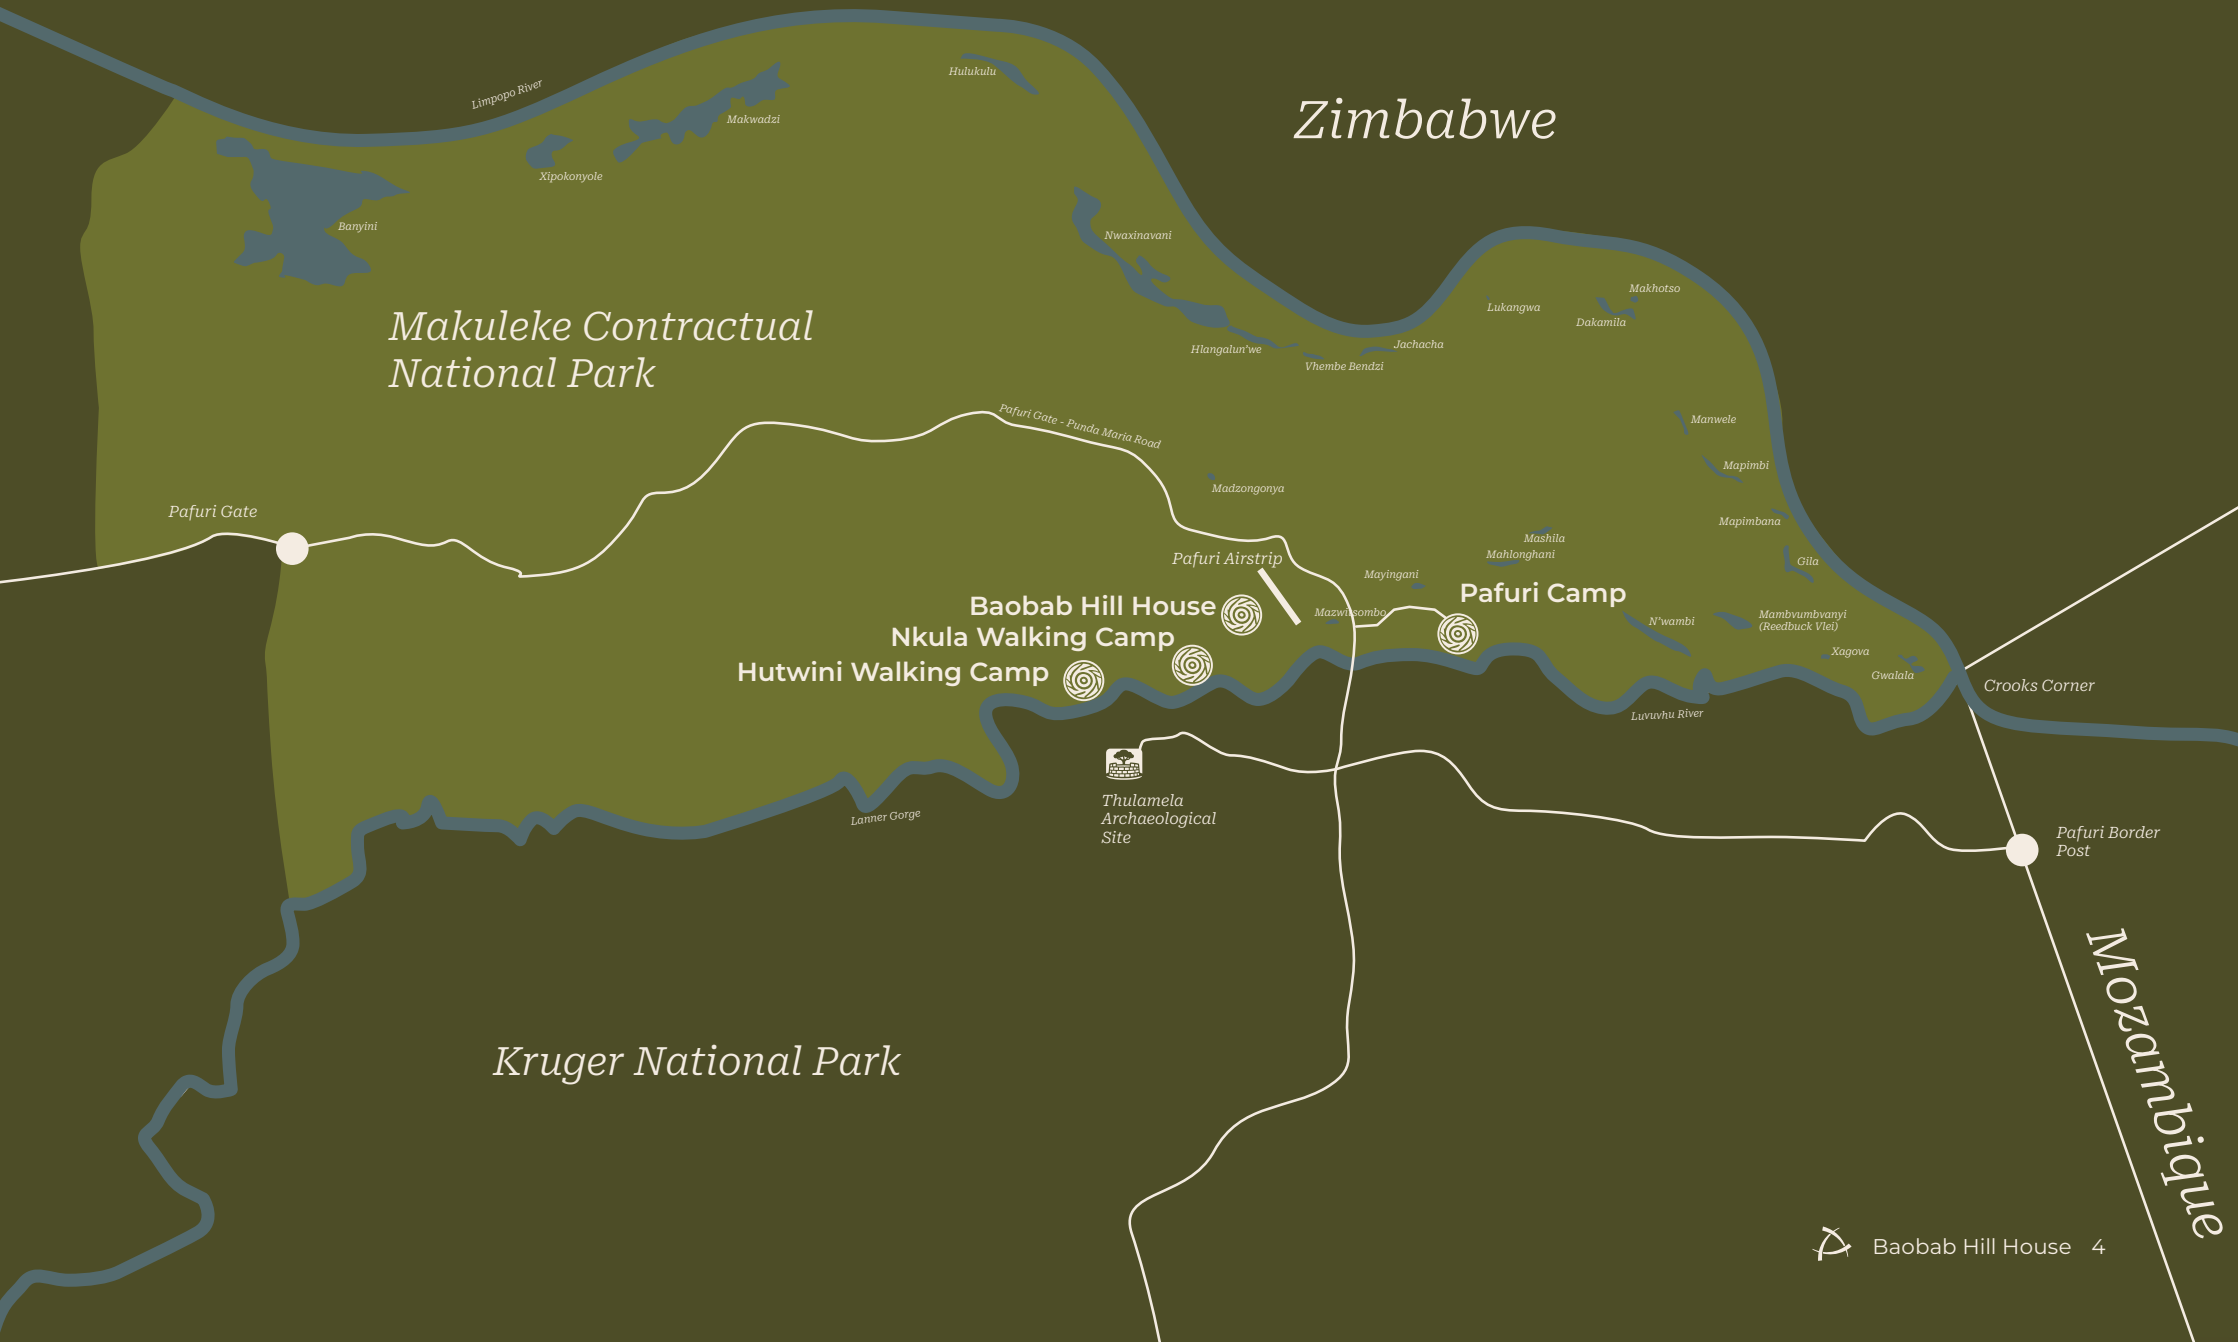 Limpopo River
Hulukulu
Makwadzi
Zimbabwe
Xipokonyole
Banyini
Nwaxinavani
Makhotso
Lukangwa
Dakamila
Makuleke Contractual
National Park
Hlangalun'we
Jachacha
Vhembe Bendzi
Pafuri Gate - Punda Maria Road
Manwele
Mapimbi
Madzongonya
Pafuri Gate
Mapimbana
Mashila
Mahlonghani
Pafuri Airstrip
Gila
Mayingani
Pafuri Camp
Baobab Hill House
Mazwitsombo
Mambvumbvanyi
(Reedbuck Vlei)
N'wambi
Nkula Walking Camp
Xagova
Hutwini Walking Camp
Gwalala
Crooks Corner
Luvuvhu River
Thulamela
Archaeological
Site
Lanner Gorge
Pafuri Border
Post
Kruger National Park
Mozambique
Baobab Hill House 4